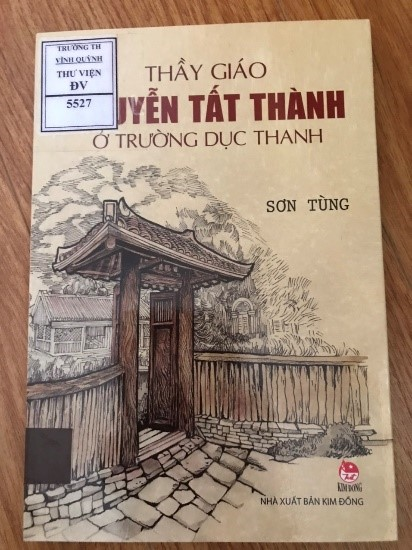 TRƯỜNG TH
VĨNH QUỲNH
THƯ VIỆN
ĐV
5527
THẦY GIÁO
UYỄN TẤT THÀNH
Ở TRƯỜNG DỤC THANH
SƠN TÙNG
KIM ĐỒNG
NHÀ XUẤT BẢN KIM ĐỒNG